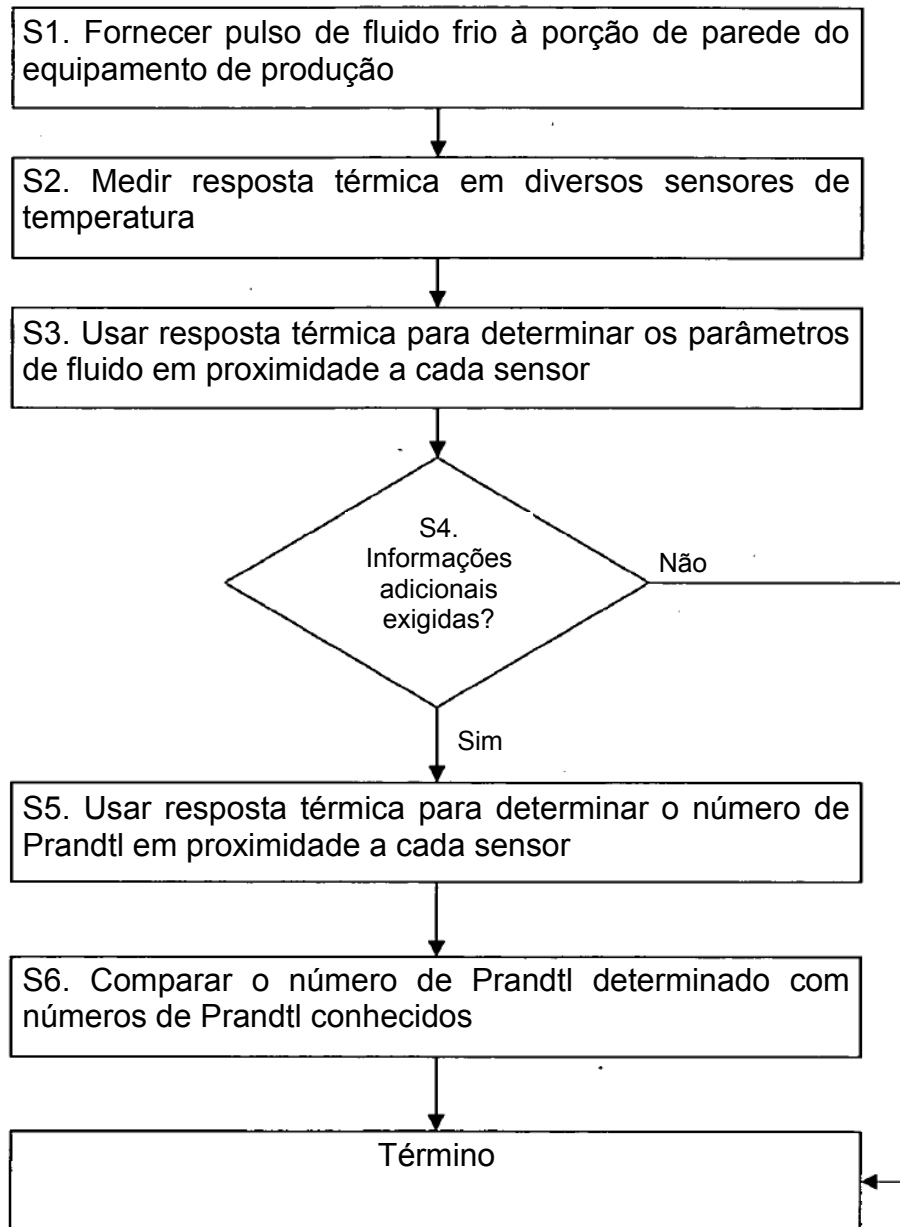 S1. Fornecer pulso de fluido frio à porção de parede do
equipamento de produção
S2. Medir resposta térmica em diversos sensores de
temperatura
S3. Usar resposta térmica para determinar os parâmetros
de fluido em proximidade a cada sensor
S4.
Informações
adicionais
exigidas?
Não
Sim
S5. Usar resposta térmica para determinar o número de
Prandtl em proximidade a cada sensor
S6. Comparar o número de Prandtl determinado com
números de Prandtl conhecidos
Término